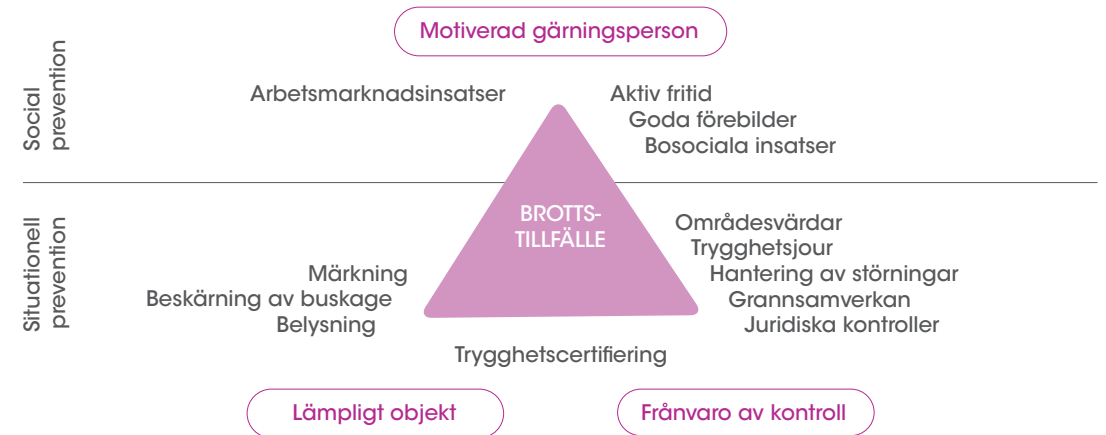 Motiverad gärningsperson
Social
prevention
Arbetsmarknadsinsatser
Aktiv fritid
Goda förebilder
Bosociala insatser
BROTTS-
TILLFÄLLE
Situationell
prevention
Märkning
Beskärning av buskage
Belysning
Områdesvärdar
Trygghetsjour
Hantering av störningar
Grannsamverkan
Juridiska kontroller
Trygghetscertifiering
Lämpligt objekt
Frånvaro av kontroll